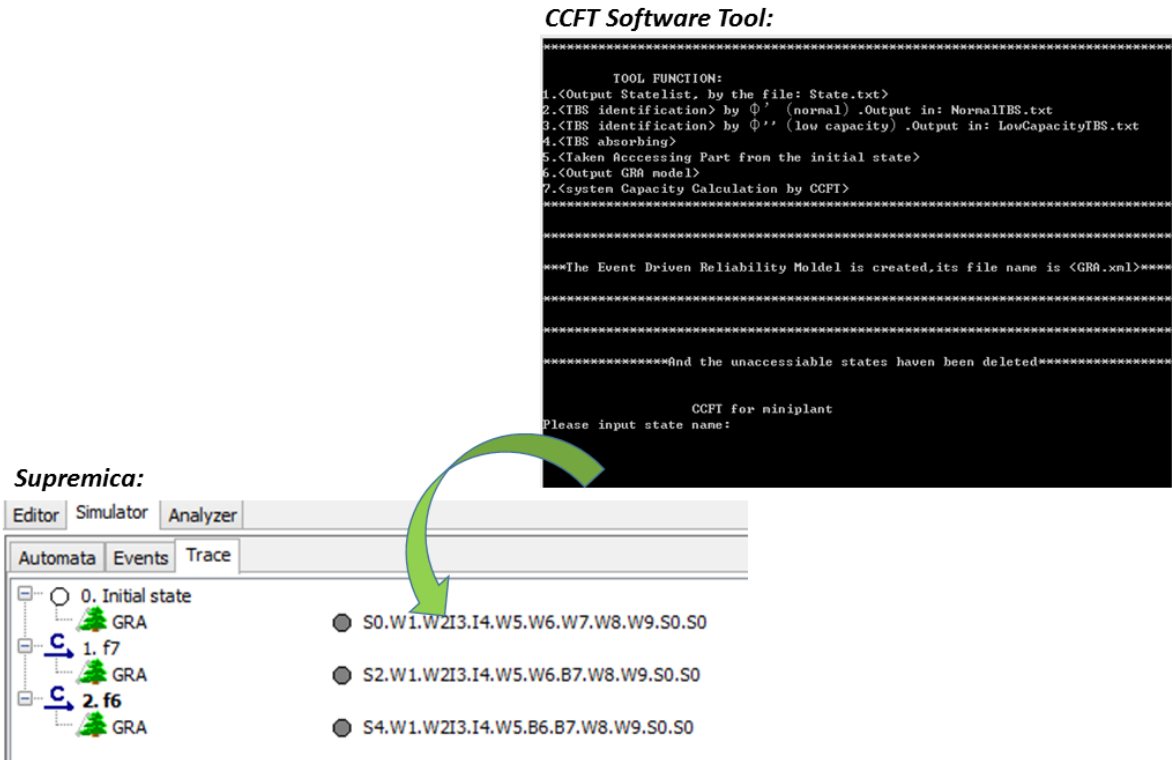 CCFT Software Tool:
********************************************************************************
TOOL FUNCTION:
1.<Output Statelist, by the file: State.txt>
2.<TBS identification> by Φ' (normal) .Output in: NormalTBS.txt
3.<TBS identification> by Φ'' (low capacity) .Output in: LowCapacityTBS.txt
4.<TBS absorbing>
5.<Taken Acccessing Part from the initial state>
6.<Output GRA model>
7.<system Capacity Calculation by CCFT>
********************************************************************************
********************************************************************************
***The Event Driven Reliability Moldel is created,its file name is <GRA.xml>****
********************************************************************************
********************************************************************************
****************And the unaccessiable states haven been deleted*****************
CCFT for miniplant
Please input state name:
Supremica:
Editor Simulator Analyzer
Automata Events Trace
0. Initial state
GRA S0.W1.W2I3.I4.W5.W6.W7.W8.W9.S0.S0
C 1. f7
GRA S2.W1.W2I3.I4.W5.W6.B7.W8.W9.S0.S0
C 2. f6
GRA S4.W1.W2I3.I4.W5.B6.B7.W8.W9.S0.S0